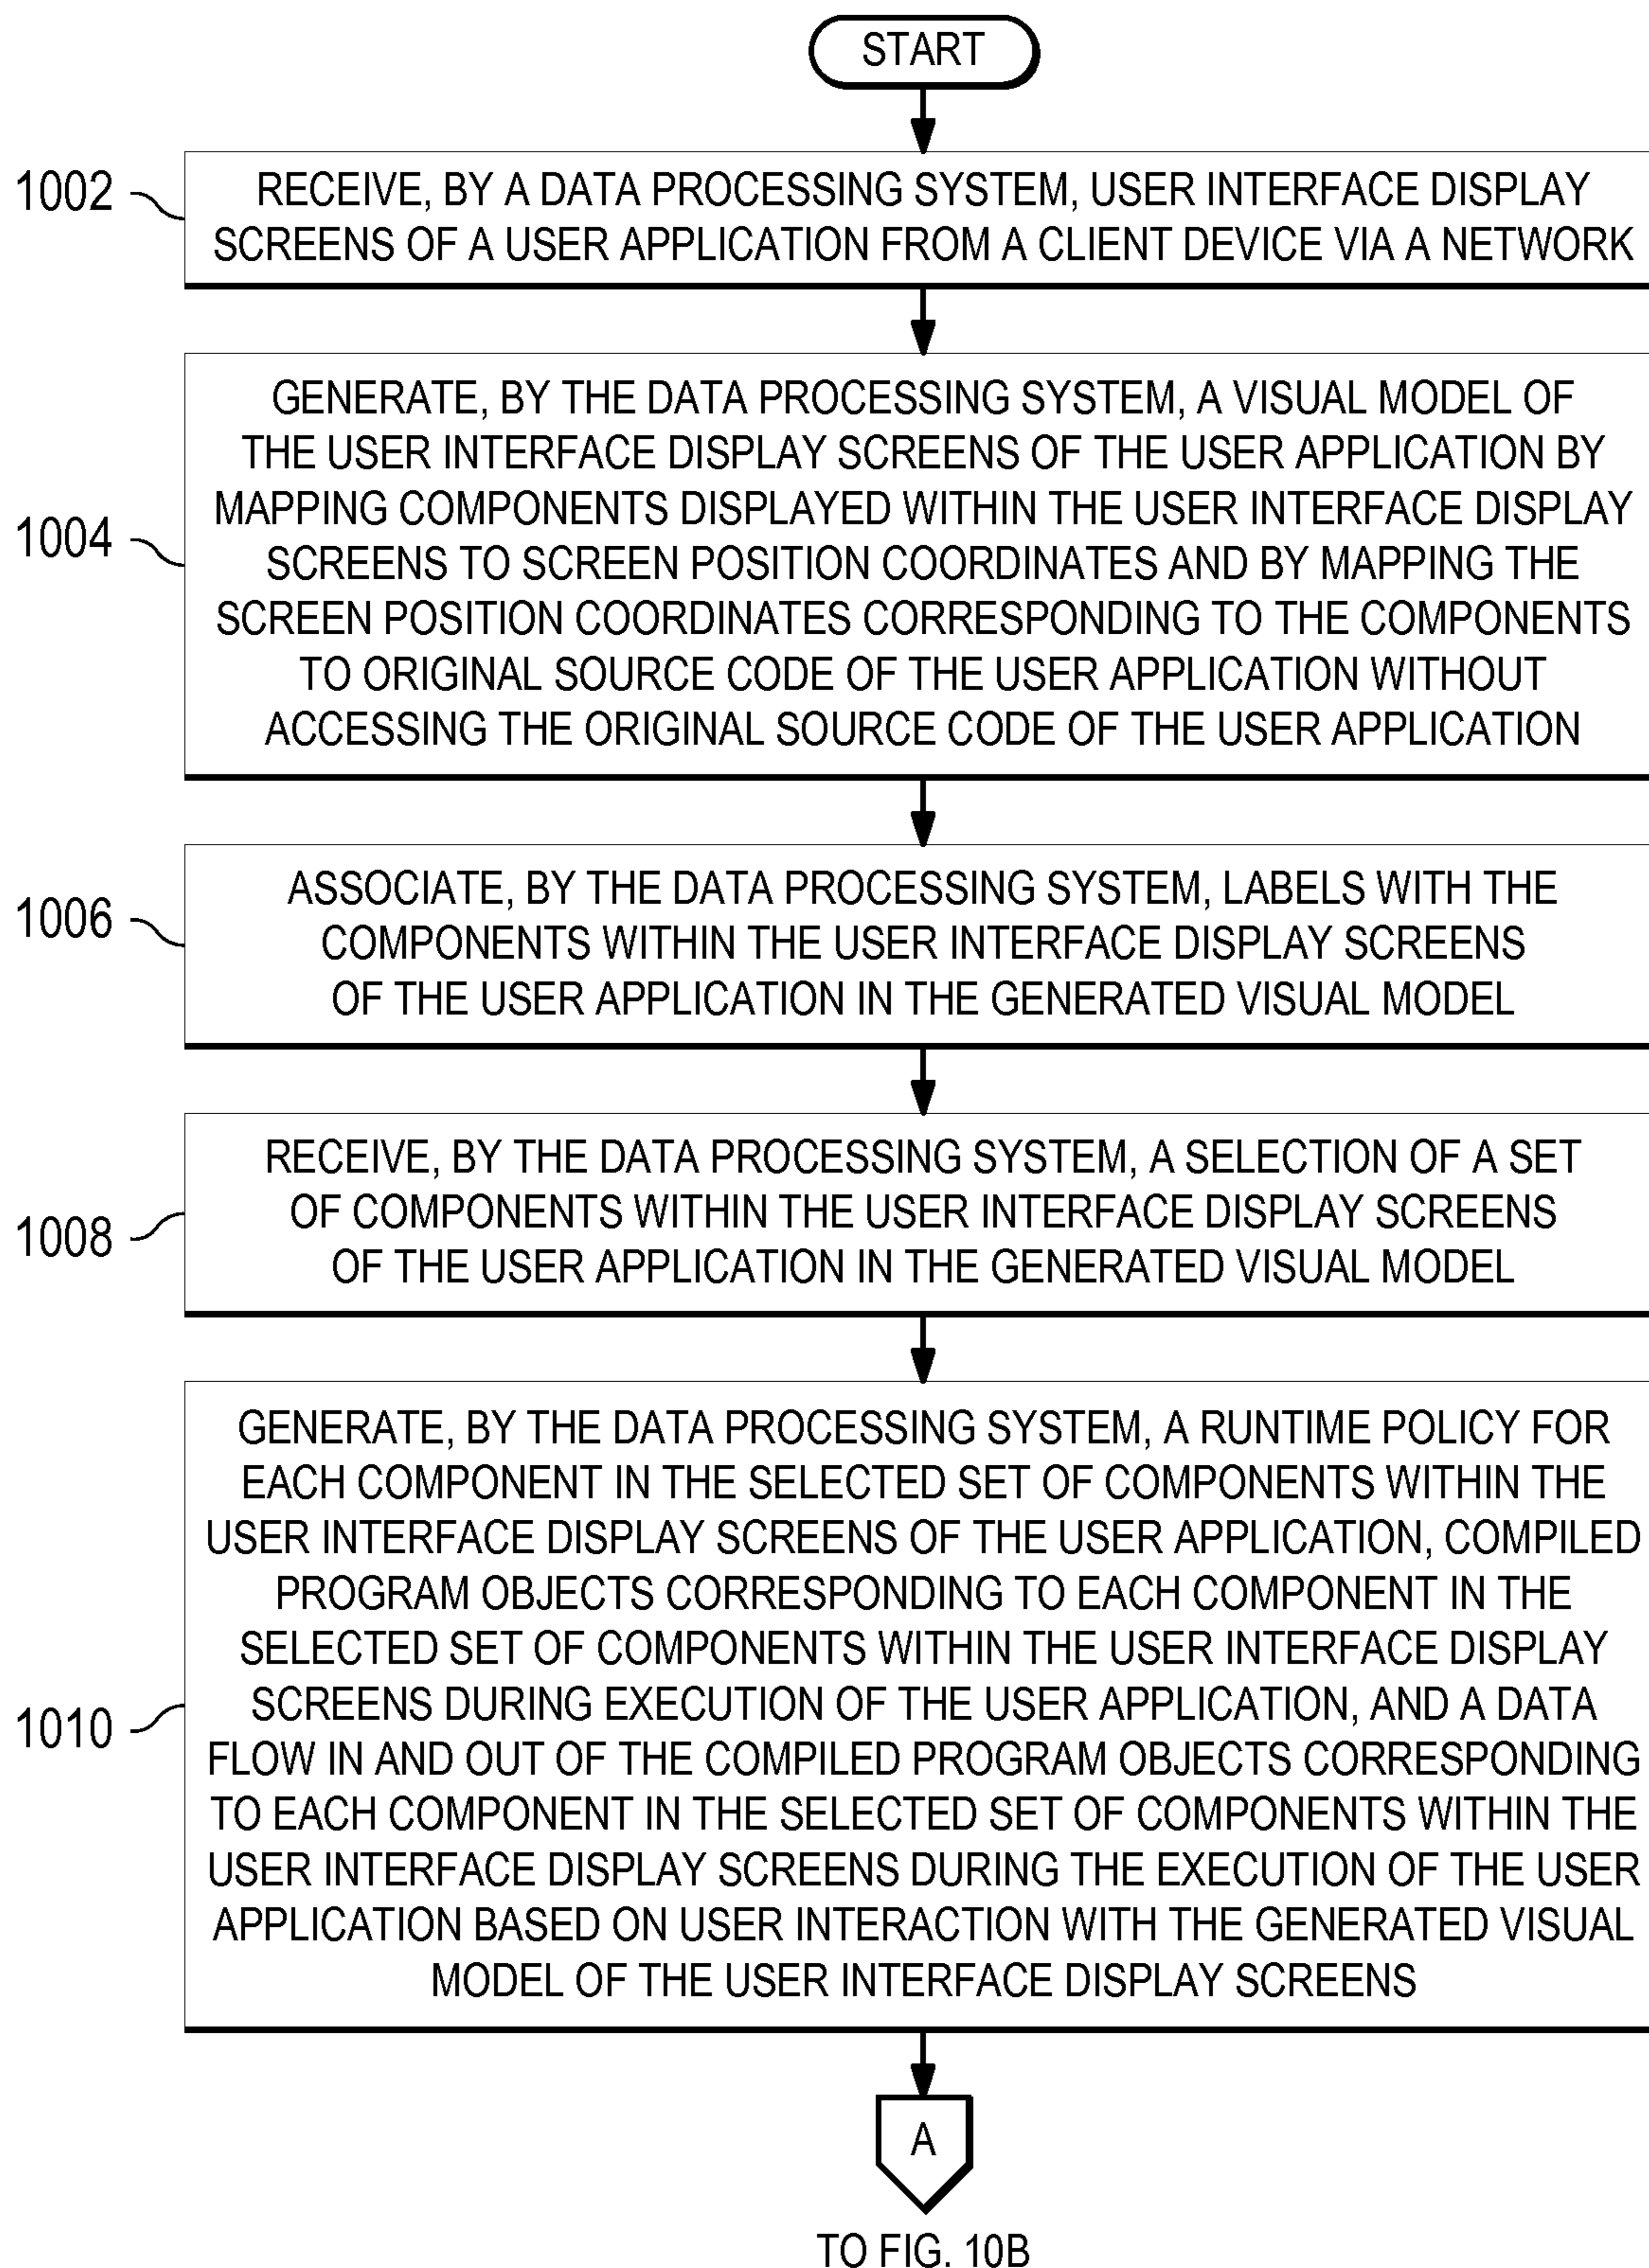 START
1002
RECEIVE, BY A DATA PROCESSING SYSTEM, USER INTERFACE DISPLAY
SCREENS OF A USER APPLICATION FROM A CLIENT DEVICE VIA A NETWORK
1004
GENERATE, BY THE DATA PROCESSING SYSTEM, A VISUAL MODEL OF
THE USER INTERFACE DISPLAY SCREENS OF THE USER APPLICATION BY
MAPPING COMPONENTS DISPLAYED WITHIN THE USER INTERFACE DISPLAY
SCREENS TO SCREEN POSITION COORDINATES AND BY MAPPING THE
SCREEN POSITION COORDINATES CORRESPONDING TO THE COMPONENTS
TO ORIGINAL SOURCE CODE OF THE USER APPLICATION WITHOUT
ACCESSING THE ORIGINAL SOURCE CODE OF THE USER APPLICATION
1006
ASSOCIATE, BY THE DATA PROCESSING SYSTEM, LABELS WITH THE
COMPONENTS WITHIN THE USER INTERFACE DISPLAY SCREENS
OF THE USER APPLICATION IN THE GENERATED VISUAL MODEL
1008
RECEIVE, BY THE DATA PROCESSING SYSTEM, A SELECTION OF A SET
OF COMPONENTS WITHIN THE USER INTERFACE DISPLAY SCREENS
OF THE USER APPLICATION IN THE GENERATED VISUAL MODEL
1010
GENERATE, BY THE DATA PROCESSING SYSTEM, A RUNTIME POLICY FOR
EACH COMPONENT IN THE SELECTED SET OF COMPONENTS WITHIN THE
USER INTERFACE DISPLAY SCREENS OF THE USER APPLICATION, COMPILED
PROGRAM OBJECTS CORRESPONDING TO EACH COMPONENT IN THE
SELECTED SET OF COMPONENTS WITHIN THE USER INTERFACE DISPLAY
SCREENS DURING EXECUTION OF THE USER APPLICATION, AND A DATA
FLOW IN AND OUT OF THE COMPILED PROGRAM OBJECTS CORRESPONDING
TO EACH COMPONENT IN THE SELECTED SET OF COMPONENTS WITHIN THE
USER INTERFACE DISPLAY SCREENS DURING THE EXECUTION OF THE USER
APPLICATION BASED ON USER INTERACTION WITH THE GENERATED VISUAL
MODEL OF THE USER INTERFACE DISPLAY SCREENS
A
TO FIG. 10B